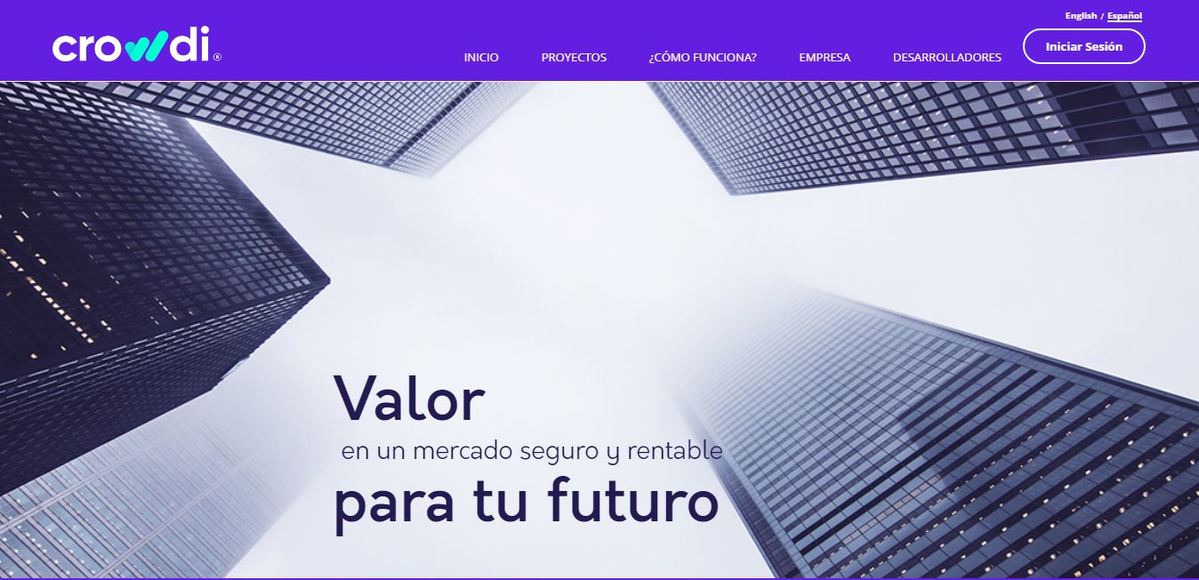 English / Español
crowdi®
INICIO PROYECTOS ¿CÓMO FUNCIONA? EMPRESA DESARROLLADORES Iniciar Sesión
Valor
en un mercado seguro y rentable
para tu futuro